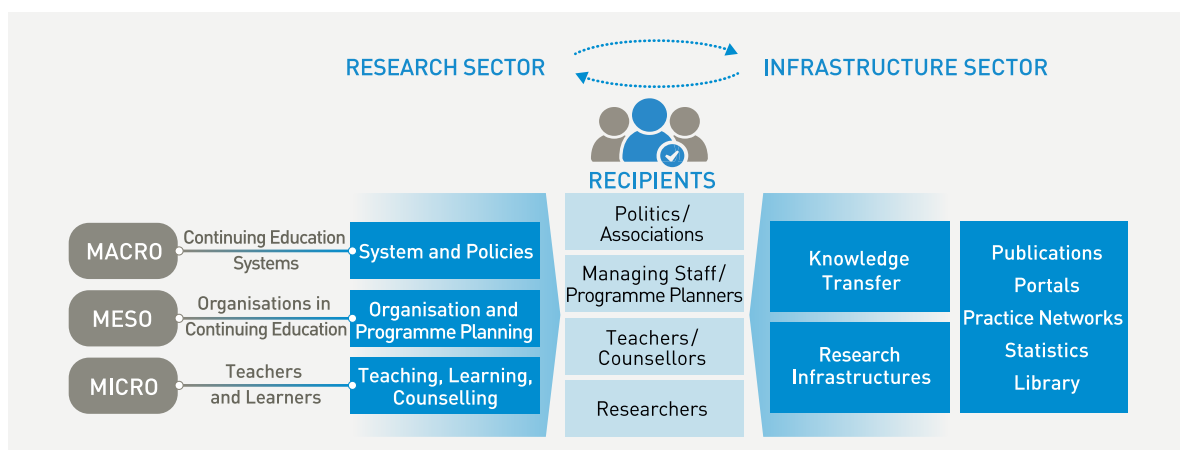 RESEARCH SECTOR
INFRASTRUCTURE SECTOR
RECIPIENTS
MACRO
Continuing Education
Systems
System and Policies
MESO
Organisations in
Continuing Education
Organisation and
Programme Planning
MICRO
Teachers
and Learners
Teaching, Learning,
Counselling
Politics/
Associations
Managing Staff/
Programme Planners
Teachers/
Counsellors
Researchers
Knowledge
Transfer
Research
Infrastructures
Publications
Portals
Practice Networks
Statistics
Library